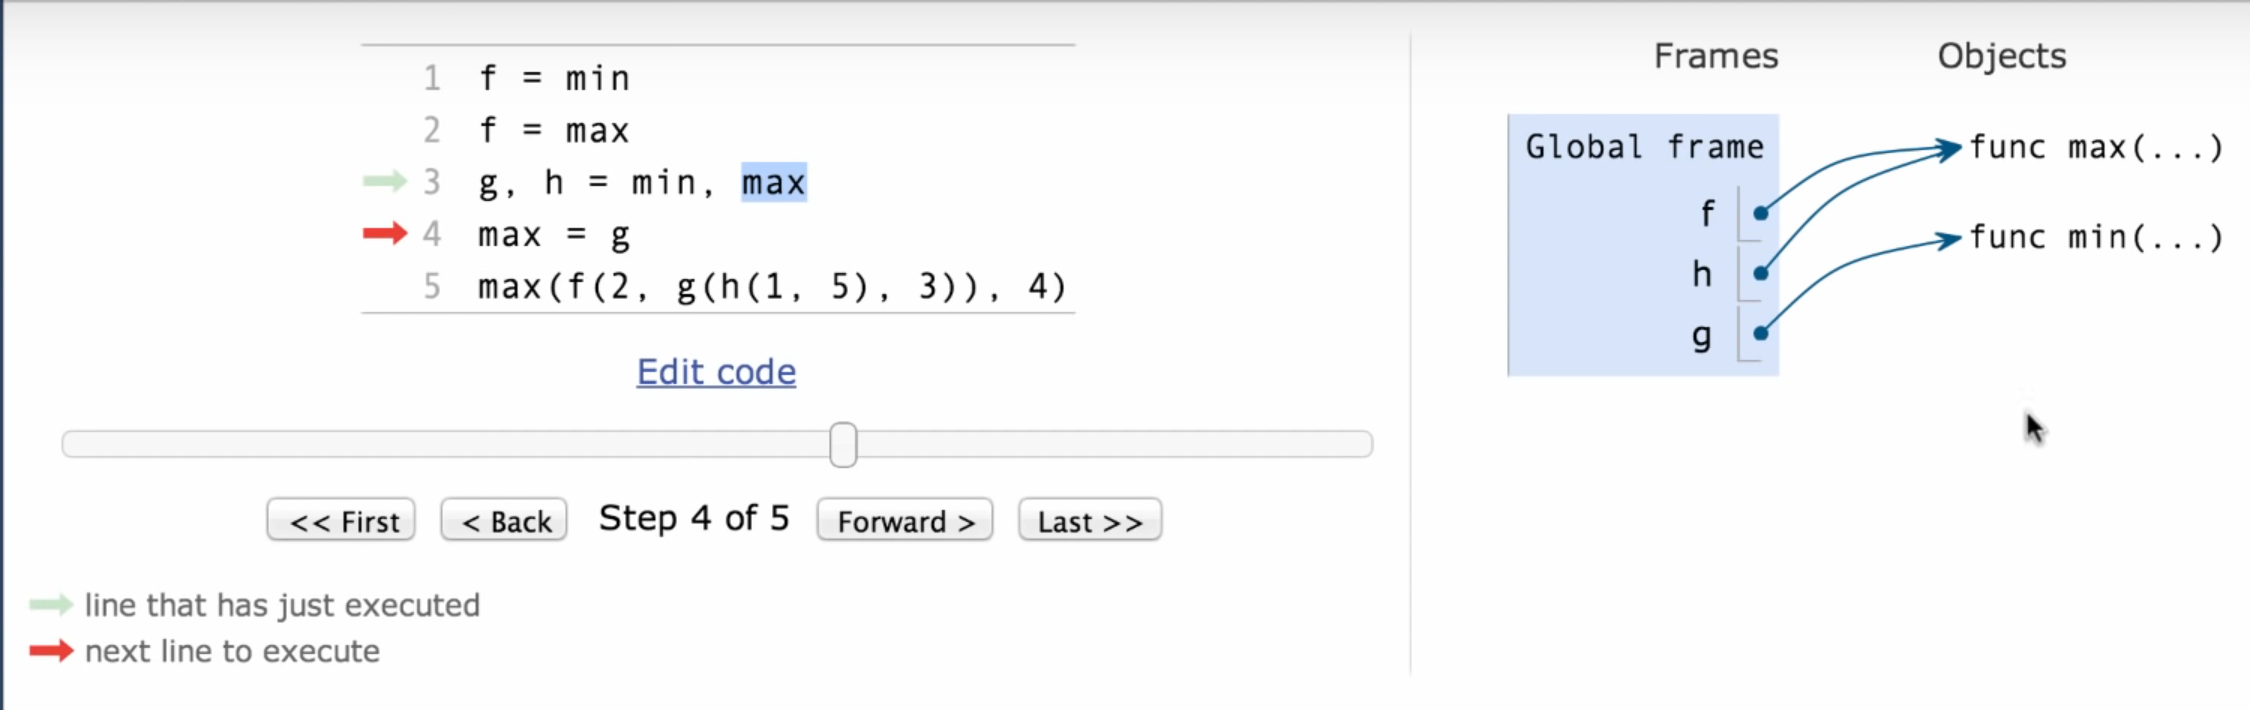 1 f = min
2 f = max
3 g, h = min, max
4 max = g
5 max(f(2, g(h(1, 5), 3)), 4)
Edit code
<< First
< Back
Step 4 of 5
Forward >
Last >>
line that has just executed
next line to execute
Frames
Objects
Global frame
f
h
g
func max(...)
func min(...)